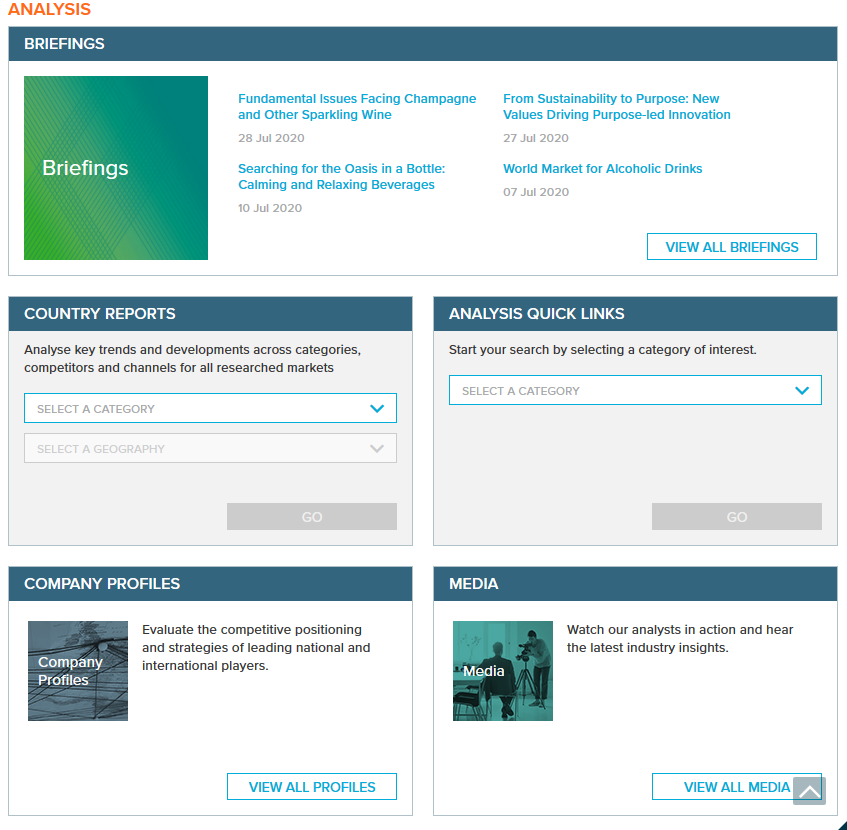 ANALYSIS
BRIEFINGS
Briefings
Fundamental Issues Facing Champagne
and Other Sparkling Wine
28 Jul 2020
Searching for the Oasis in a Bottle:
Calming and Relaxing Beverages
10 Jul 2020
From Sustainability to Purpose: New
Values Driving Purpose-led Innovation
27 Jul 2020
World Market for Alcoholic Drinks
07 Jul 2020
VIEW ALL BRIEFINGS
COUNTRY REPORTS
Analyse key trends and developments across categories,
competitors and channels for all researched markets
SELECT A CATEGORY
SELECT A GEOGRAPHY
GO
ANALYSIS QUICK LINKS
Start your search by selecting a category of interest.
SELECT A CATEGORY
GO
COMPANY PROFILES
Company
Profiles
Evaluate the competitive positioning
and strategies of leading national and
international players.
VIEW ALL PROFILES
MEDIA
Media
Watch our analysts in action and hear
the latest industry insights.
VIEW ALL MEDIA